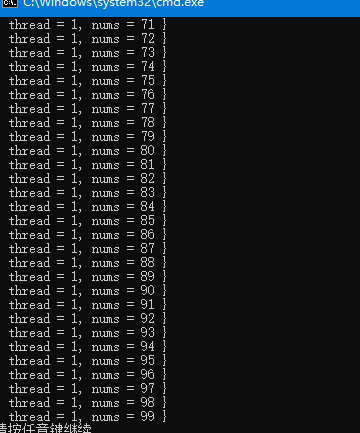 C:\Windows\system32\cmd.exe
thread = 1, nums = 71 }
thread = 1, nums = 72 }
thread = 1, nums = 73 }
thread = 1, nums = 74 }
thread = 1, nums = 75 }
thread = 1, nums = 76 }
thread = 1, nums = 77 }
thread = 1, nums = 78 }
thread = 1, nums = 79 }
thread = 1, nums = 80 }
thread = 1, nums = 81 }
thread = 1, nums = 82 }
thread = 1, nums = 83 }
thread = 1, nums = 84 }
thread = 1, nums = 85 }
thread = 1, nums = 86 }
thread = 1, nums = 87 }
thread = 1, nums = 88 }
thread = 1, nums = 89 }
thread = 1, nums = 90 }
thread = 1, nums = 91 }
thread = 1, nums = 92 }
thread = 1, nums = 93 }
thread = 1, nums = 94 }
thread = 1, nums = 95 }
thread = 1, nums = 96 }
thread = 1, nums = 97 }
thread = 1, nums = 98 }
thread = 1, nums = 99 }
请按任意键继续